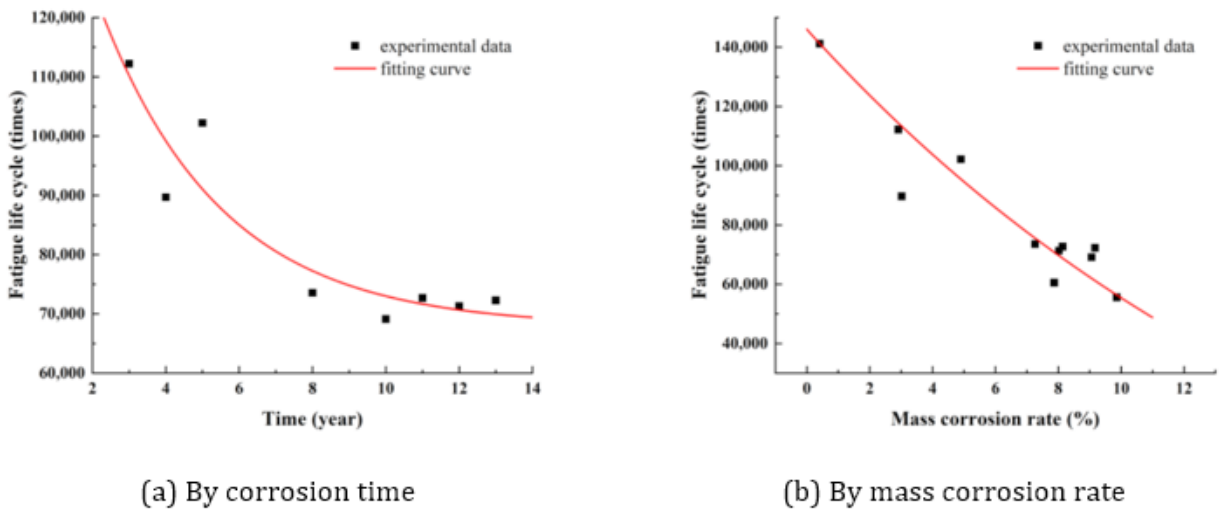 120,000
110,000
100,000
90,000
80,000
70,000
60,000
Fatigue life cycle (times)
experimental data
fitting curve
2 4 6 8 10 12 14
Time (year)
(a) By corrosion time
140,000
120,000
100,000
80,000
60,000
40,000
Fatigue life cycle (times)
experimental data
fitting curve
0 2 4 6 8 10 12
Mass corrosion rate (%)
(b) By mass corrosion rate